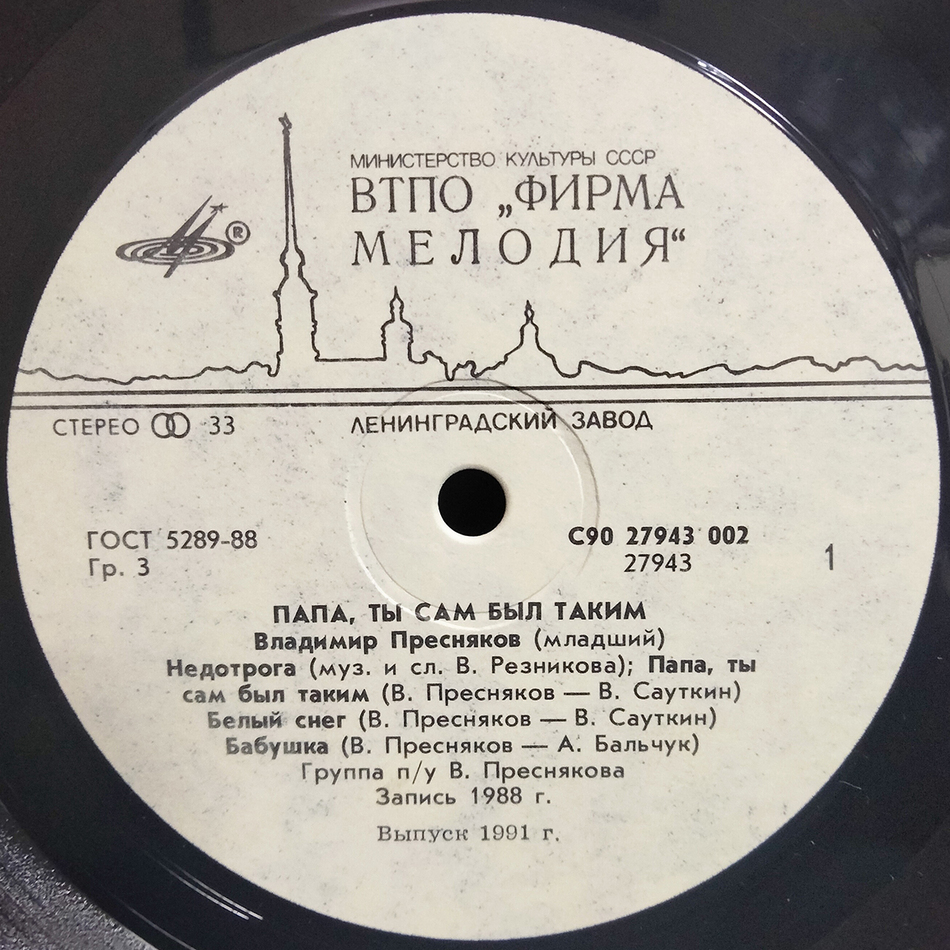 МИНИСТЕРСТВО КУЛЬТУРЫ СССР
ВТПО „ФИРМА
МЕЛОДИЯ“
®
СТЕРЕО 33
ЛЕНИНГРАДСКИЙ ЗАВОД
ГОСТ 5289-88
Гр. 3
С90 27943 002
27943
1
ПАПА, ТЫ САМ БЫЛ ТАКИМ
Владимир Пресняков (младший)
Недотрога (муз. и сл. В. Резникова); Папа, ты
сам был таким (В. Пресняков — В. Сауткин)
Белый снег (В. Пресняков — В. Сауткин)
Бабушка (В. Пресняков — А. Бальчук)
Группа п/у В. Преснякова
Запись 1988 г.
Выпуск 1991 г.